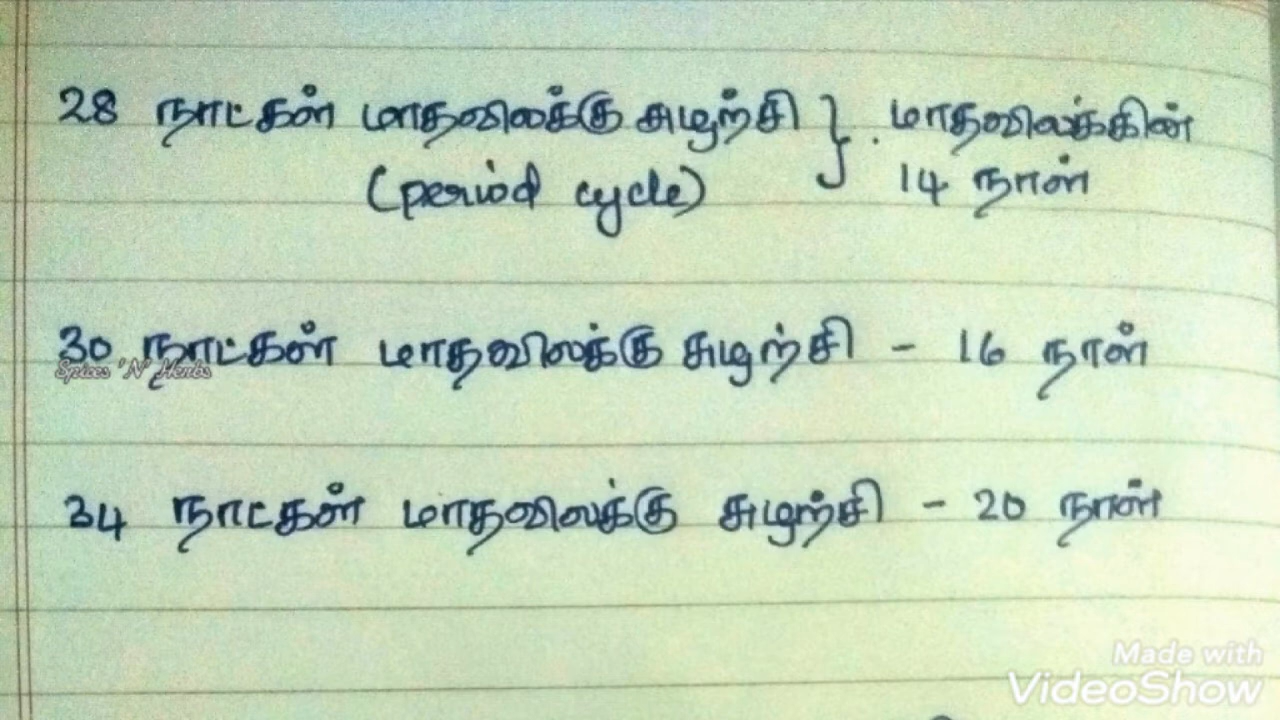 28 நாட்கள் மாதவிலக்கு சுழற்சி } . மாதவிலக்கின்
(period cycle) 14 நாள்
30 நாட்கள் மாதவிலக்கு சுழற்சி - 16 நாள்
Spices 'N' Herbs
34 நாட்கள் மாதவிலக்கு சுழற்சி - 20 நாள்
Made with
VideoShow